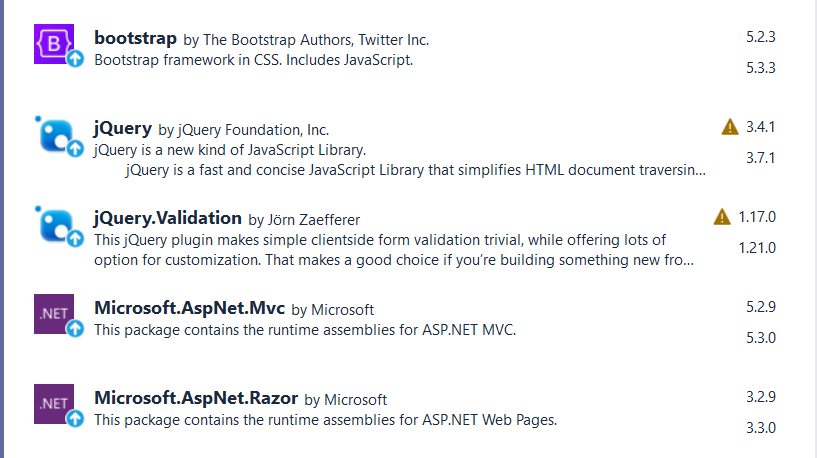 bootstrap by The Bootstrap Authors, Twitter Inc. 5.2.3
Bootstrap framework in CSS. Includes JavaScript.
5.3.3
jQuery by jQuery Foundation, Inc. 3.4.1
jQuery is a new kind of JavaScript Library.
3.7.1
jQuery is a fast and concise JavaScript Library that simplifies HTML document traversin...
jQuery.Validation by Jörn Zaefferer 1.17.0
This jQuery plugin makes simple clientside form validation trivial, while offering lots of
1.21.0
option for customization. That makes a good choice if you’re building something new fro...
.NET Microsoft.AspNet.Mvc by Microsoft 5.2.9
This package contains the runtime assemblies for ASP.NET MVC.
5.3.0
.NET Microsoft.AspNet.Razor by Microsoft 3.2.9
This package contains the runtime assemblies for ASP.NET Web Pages.
3.3.0